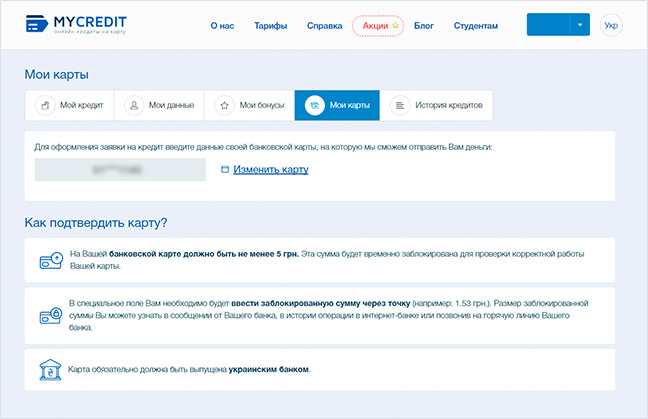 MYCREDIT
онлайн кредиты на карту
О нас
Тарифы
Справка
Акции
Блог
Студентам
Укр
Мои карты
Мой кредит
Мои данные
Мои бонусы
Мои карты
История кредитов
Для оформления заявки на кредит введите данные своей банковской карты, на которую мы сможем отправить Вам деньги:
Изменить карту
Как подтвердить карту?
На Вашей банковской карте должно быть не менее 5 грн. Эта сумма будет временно заблокирована для проверки корректной работы
Вашей карты.
В специальное поле Вам необходимо будет ввести заблокированную сумму через точку (например: 1.53 грн.). Размер заблокированной
суммы Вы можете узнать в сообщении от Вашего банка, в истории операции в интернет-банке или позвонив на горячую линию Вашего
банка.
Карта обязательно должна быть выпущена украинским банком.